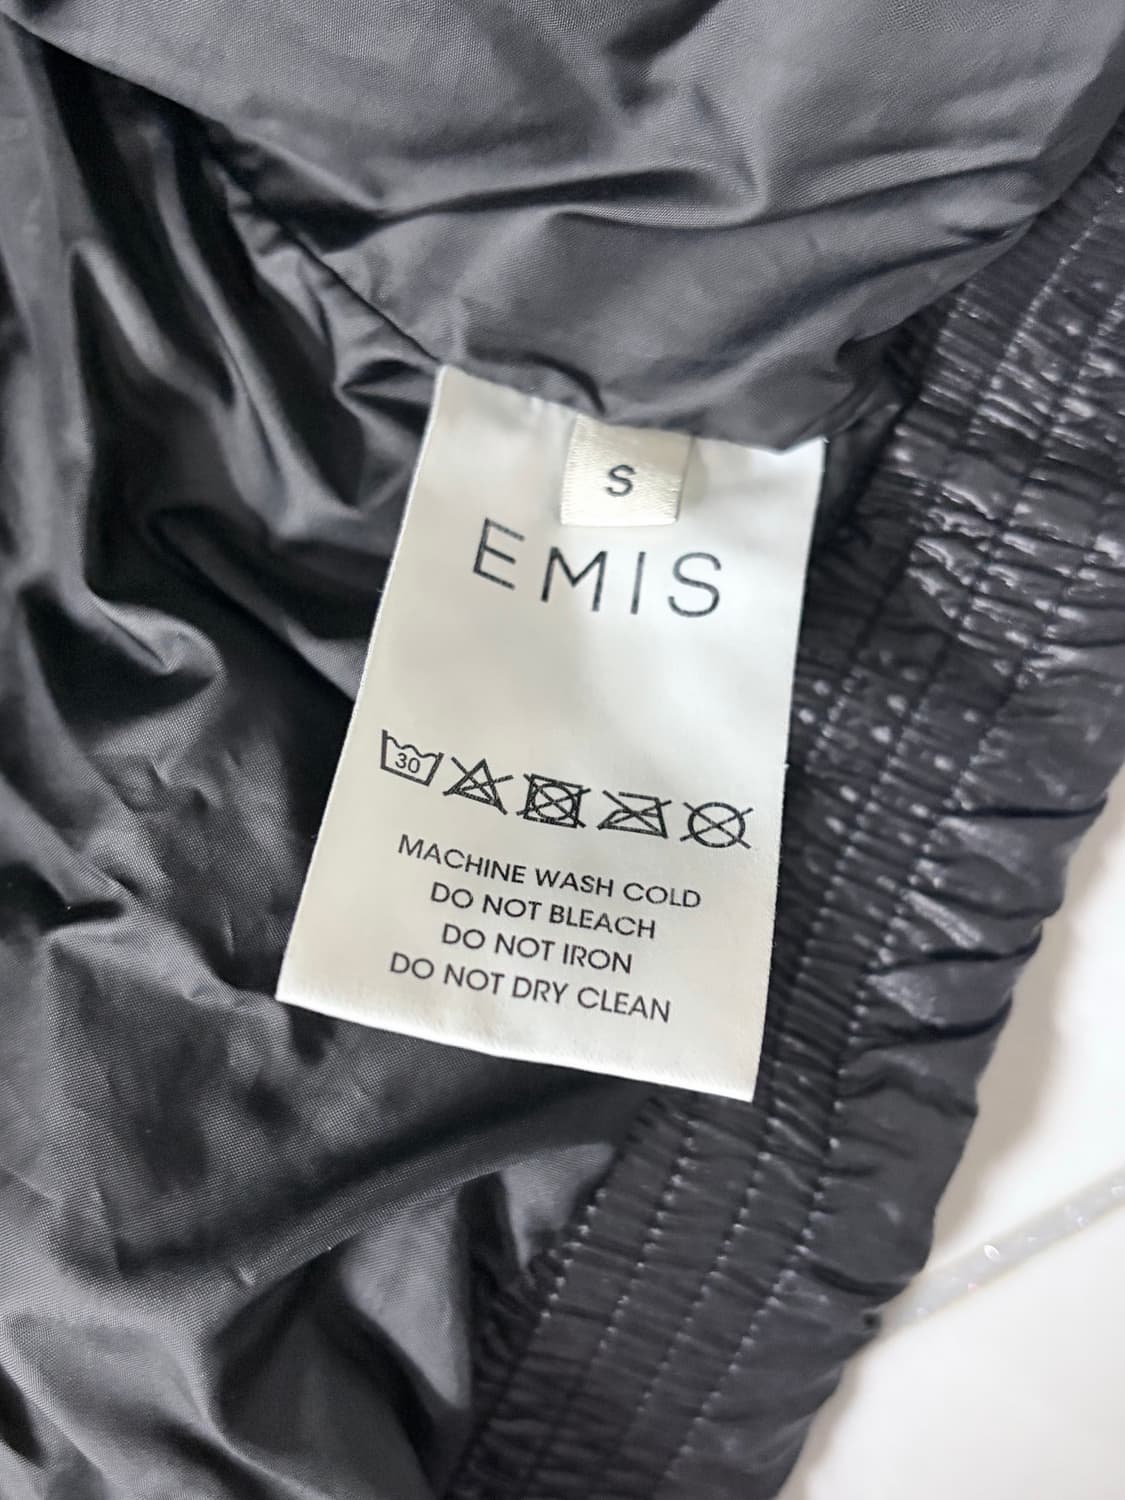 S
EMIS
30
MACHINE WASH COLD
DO NOT BLEACH
DO NOT IRON
DO NOT DRY CLEAN